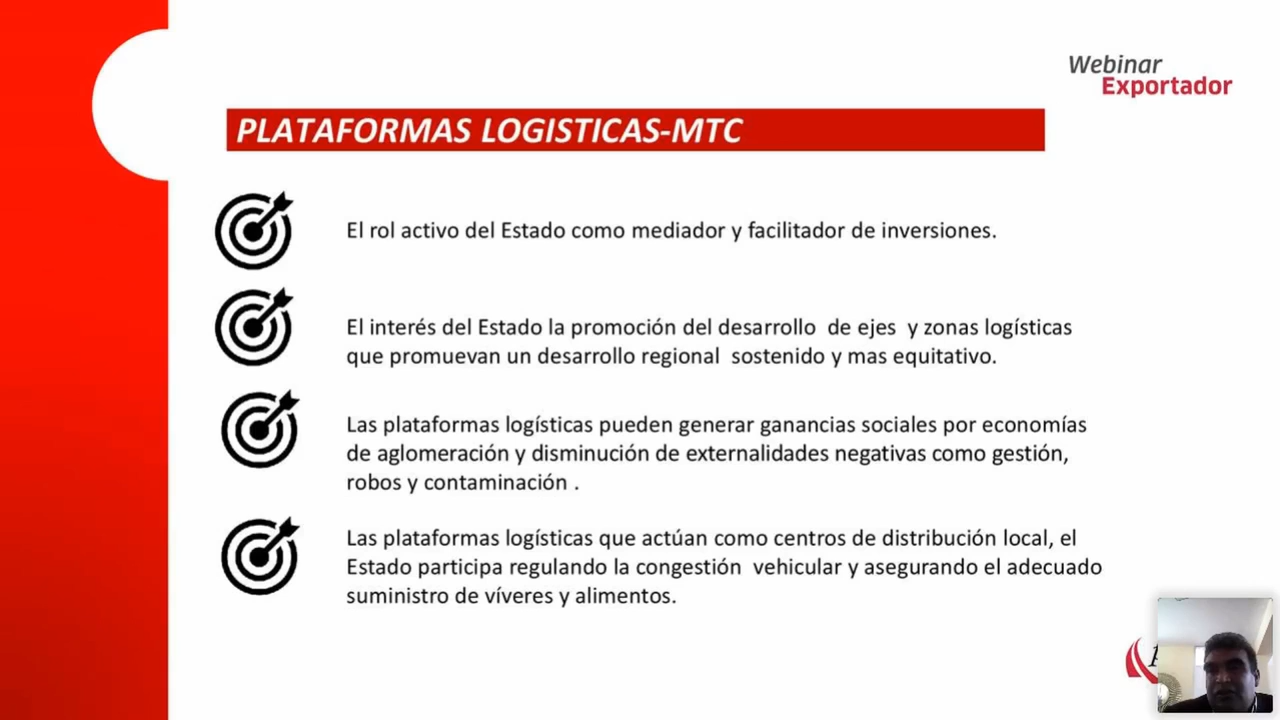 Webinar
Exportador
PLATAFORMAS LOGISTICAS-MTC
El rol activo del Estado como mediador y facilitador de inversiones.
El interés del Estado la promoción del desarrollo de ejes y zonas logísticas
que promuevan un desarrollo regional sostenido y mas equitativo.
Las plataformas logísticas pueden generar ganancias sociales por economías
de aglomeración y disminución de externalidades negativas como gestión,
robos y contaminación .
Las plataformas logísticas que actúan como centros de distribución local, el
Estado participa regulando la congestión vehicular y asegurando el adecuado
suministro de víveres y alimentos.